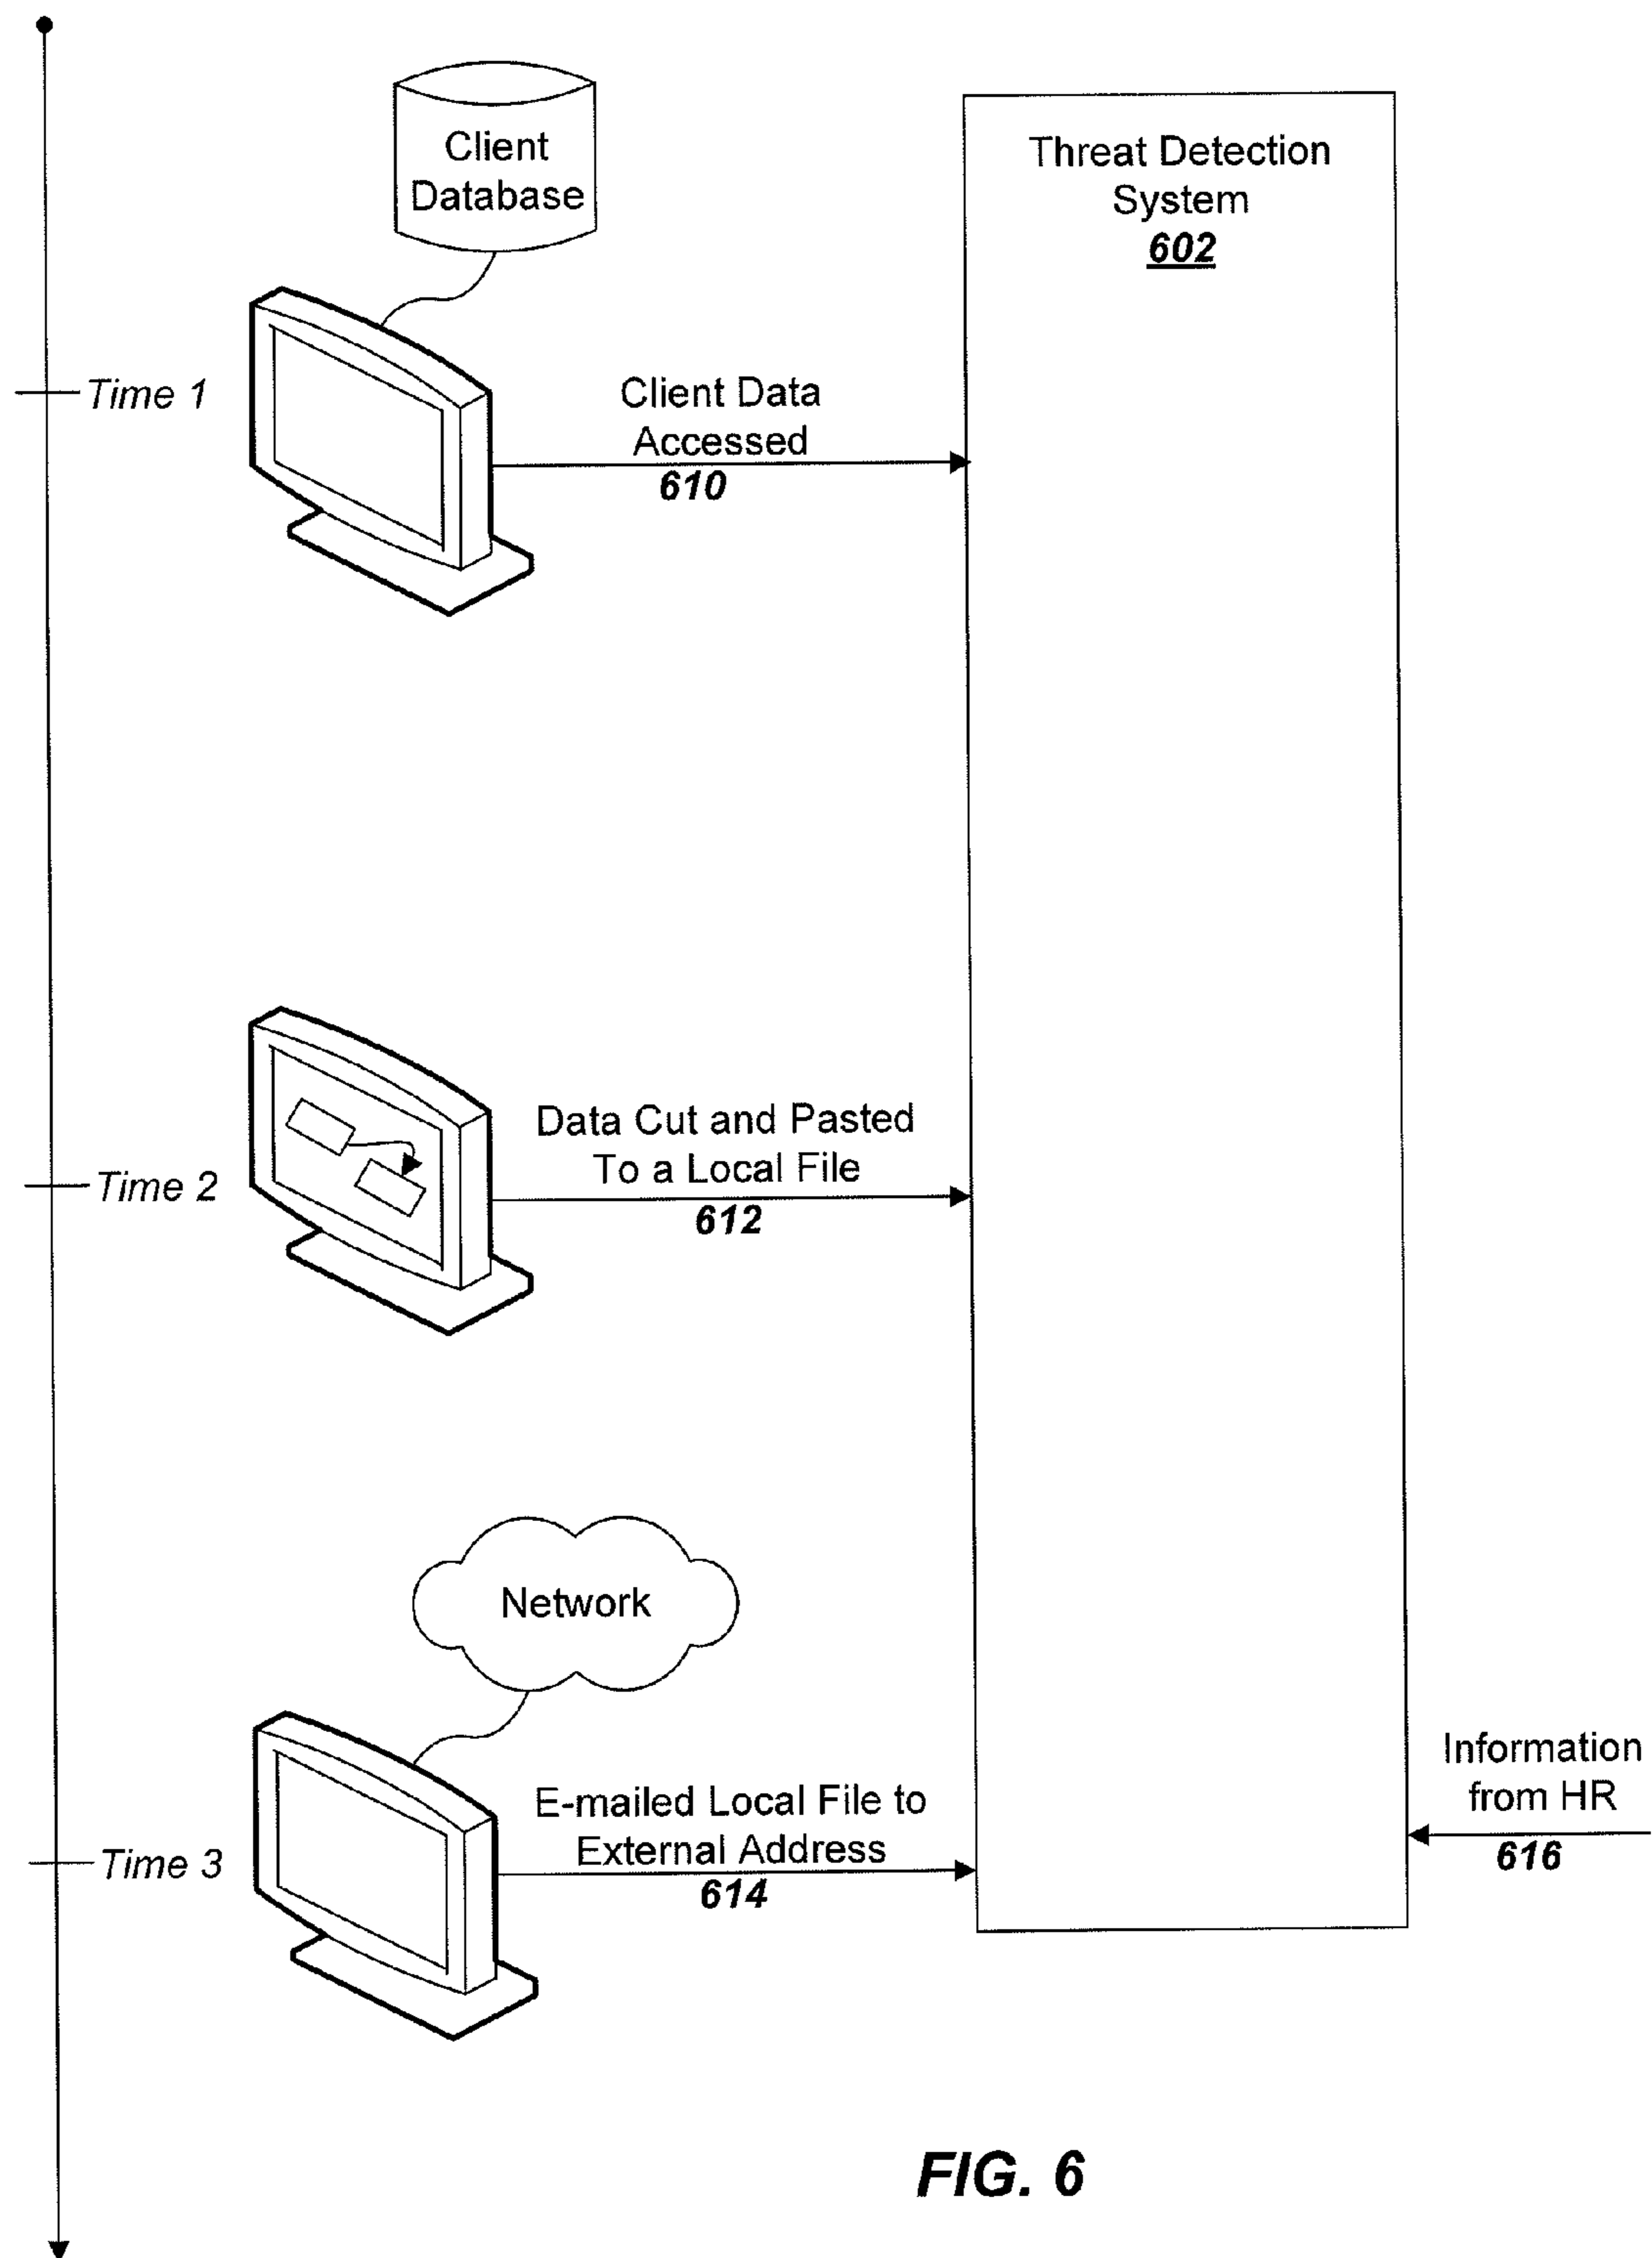 Client
Database
Threat Detection
System
602
Time 1
Client Data
Accessed
610
Time 2
Data Cut and Pasted
To a Local File
612
Network
Time 3
E-mailed Local File to
External Address
614
Information
from HR
616
FIG. 6